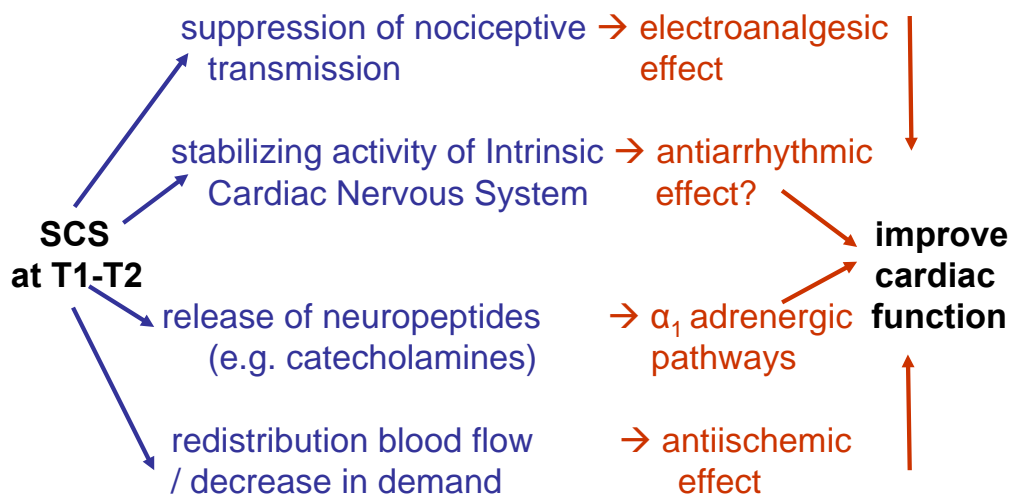 suppression of nociceptive → electroanalgesic
transmission effect
stabilizing activity of Intrinsic → antiarrhythmic
Cardiac Nervous System effect?
SCS
at T1-T2
improve
cardiac
function
release of neuropeptides → α₁ adrenergic
(e.g. catecholamines) pathways
redistribution blood flow → antiischemic
/ decrease in demand effect